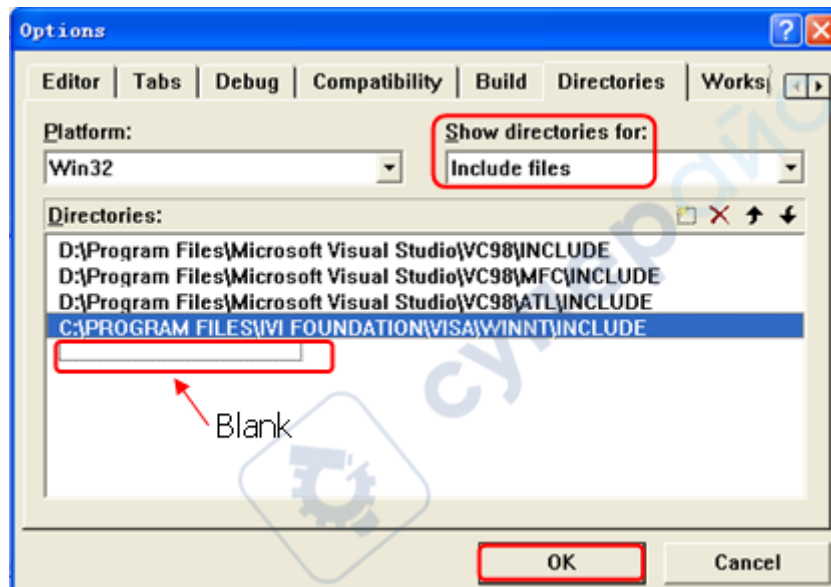 Options
Editor Tabs Debug Compatibility Build Directories Works
Platform: Show directories for:
Win32 Include files
Directories:
D:\Program Files\Microsoft Visual Studio\VC98\INCLUDE
D:\Program Files\Microsoft Visual Studio\VC98\MFC\INCLUDE
D:\Program Files\Microsoft Visual Studio\VC98\ATL\INCLUDE
C:\PROGRAM FILES\IVI FOUNDATION\VISA\WINNT\INCLUDE
Blank
OK Cancel
суперайс